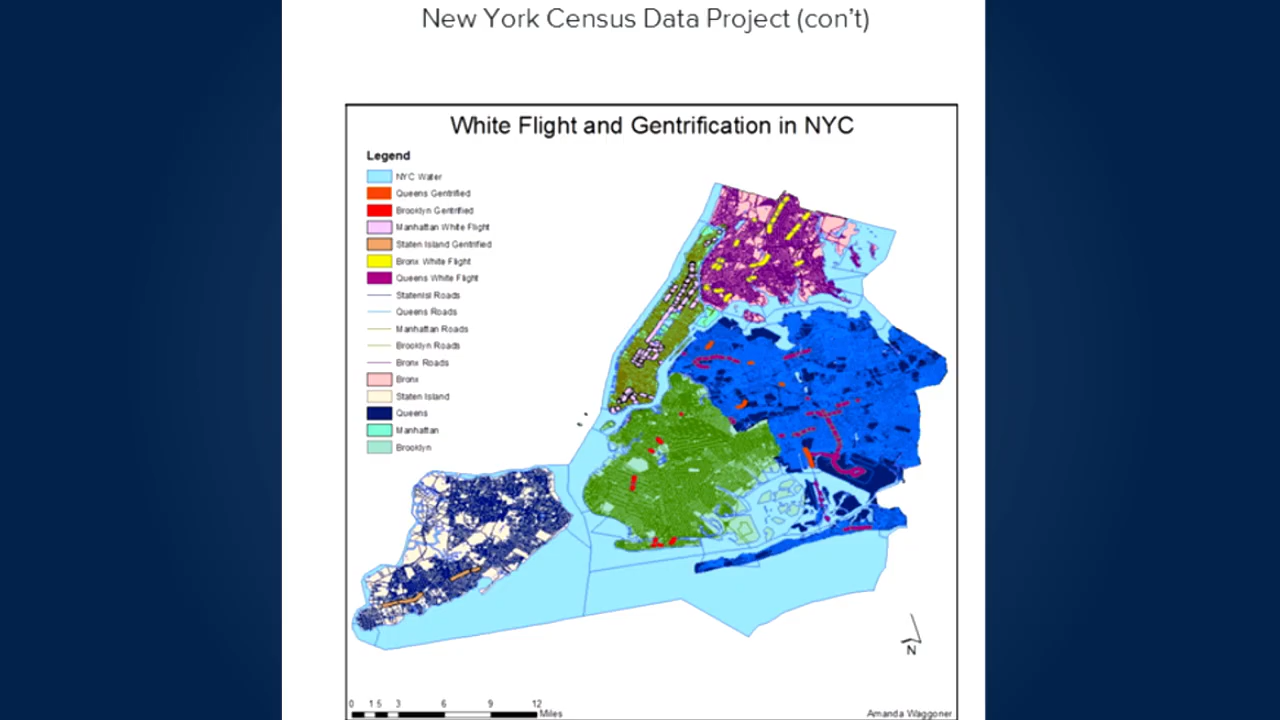 New York Census Data Project (con’t)
White Flight and Gentrification in NYC
Legend
NYC Water
Queens Gentrified
Brooklyn Gentrified
Manhattan White Flight
Staten Island Gentrified
Bronx White Flight
Queens White Flight
StatenIsl Roads
Queens Roads
Manhattan Roads
Brooklyn Roads
Bronx Roads
Bronx
Staten Island
Queens
Manhattan
Brooklyn
N
0 1 5 3 6 9 12
Miles
Amanda Waggoner